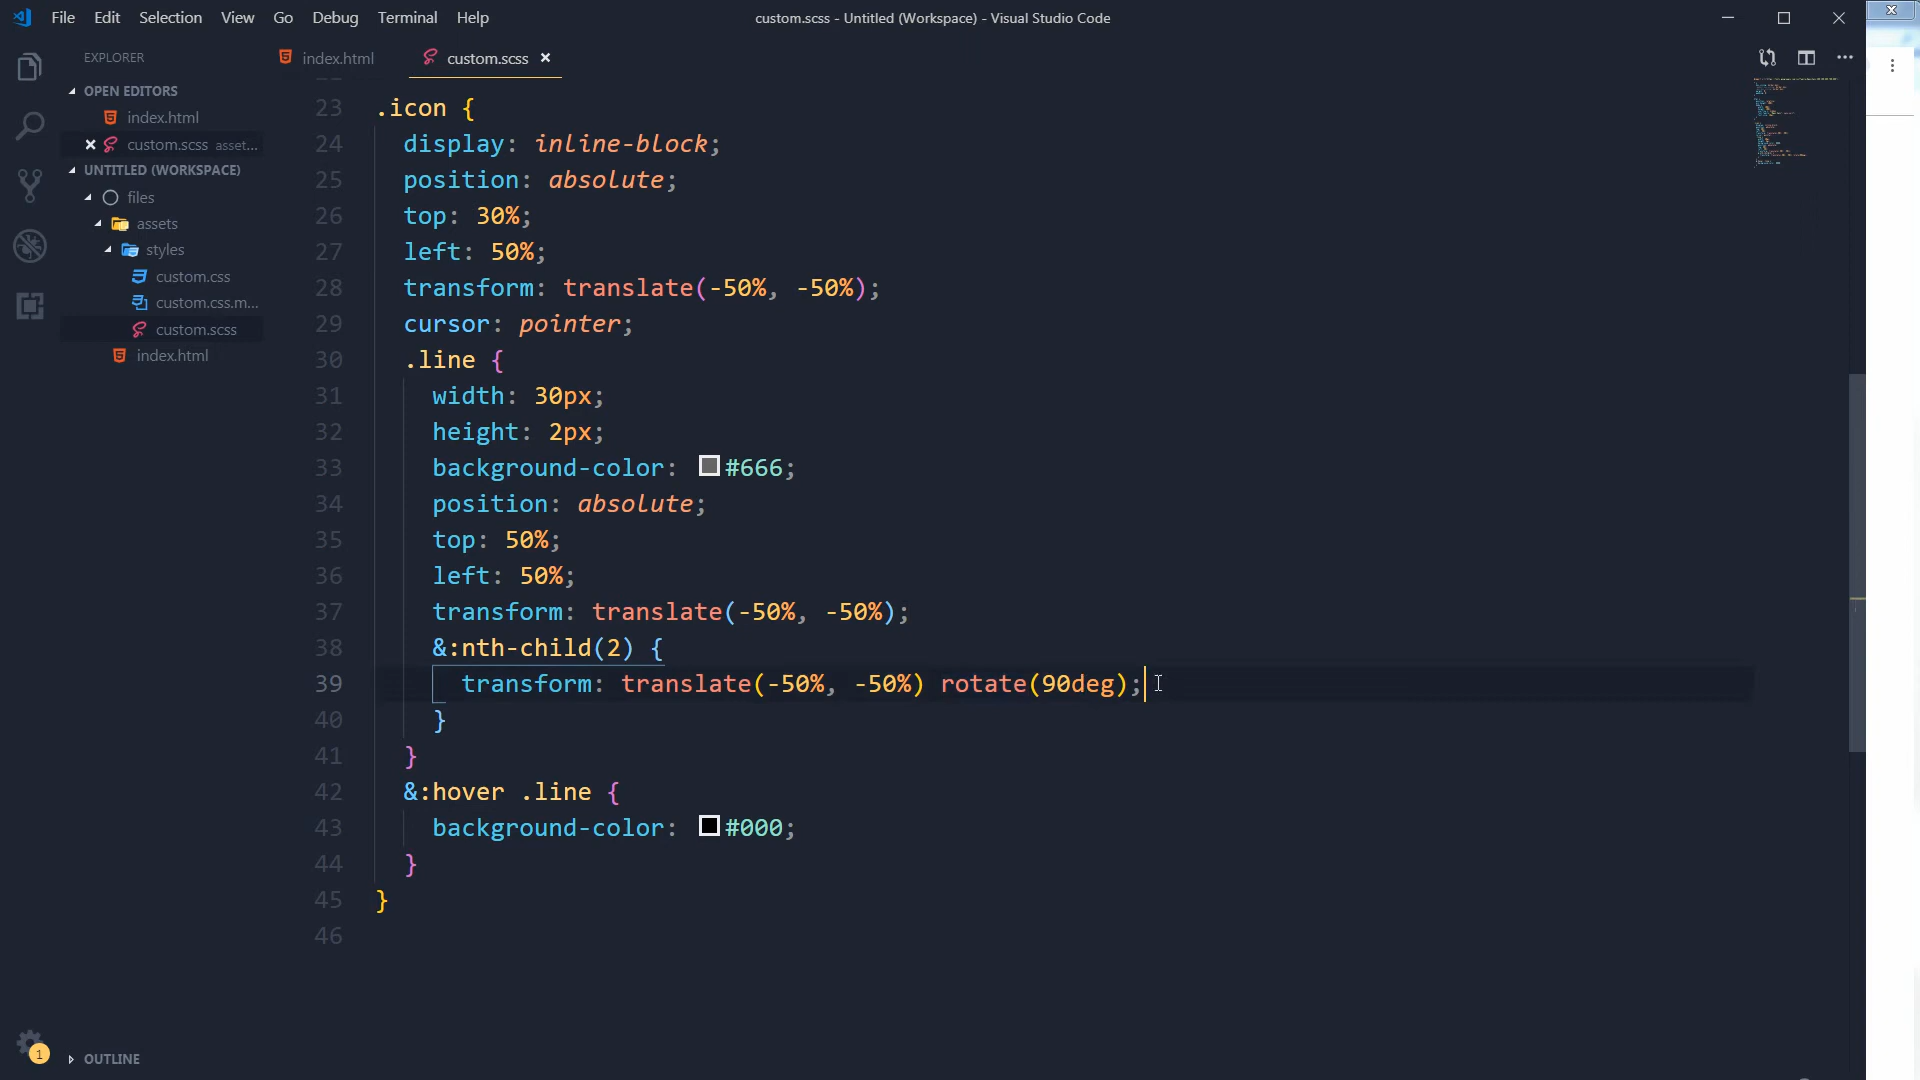 File Edit Selection View Go Debug Terminal Help
custom.scss - Untitled (Workspace) - Visual Studio Code
EXPLORER
index.html
custom.scss
OPEN EDITORS
index.html
custom.scss asset...
UNTITLED (WORKSPACE)
files
assets
styles
custom.css
custom.css.m...
custom.scss
index.html
OUTLINE
1
23 .icon {
24 display: inline-block;
25 position: absolute;
26 top: 30%;
27 left: 50%;
28 transform: translate(-50%, -50%);
29 cursor: pointer;
30 .line {
31 width: 30px;
32 height: 2px;
33 background-color: #666;
34 position: absolute;
35 top: 50%;
36 left: 50%;
37 transform: translate(-50%, -50%);
38 &:nth-child(2) {
39 transform: translate(-50%, -50%) rotate(90deg);
40 }
41 }
42 &:hover .line {
43 background-color: #000;
44 }
45 }
46